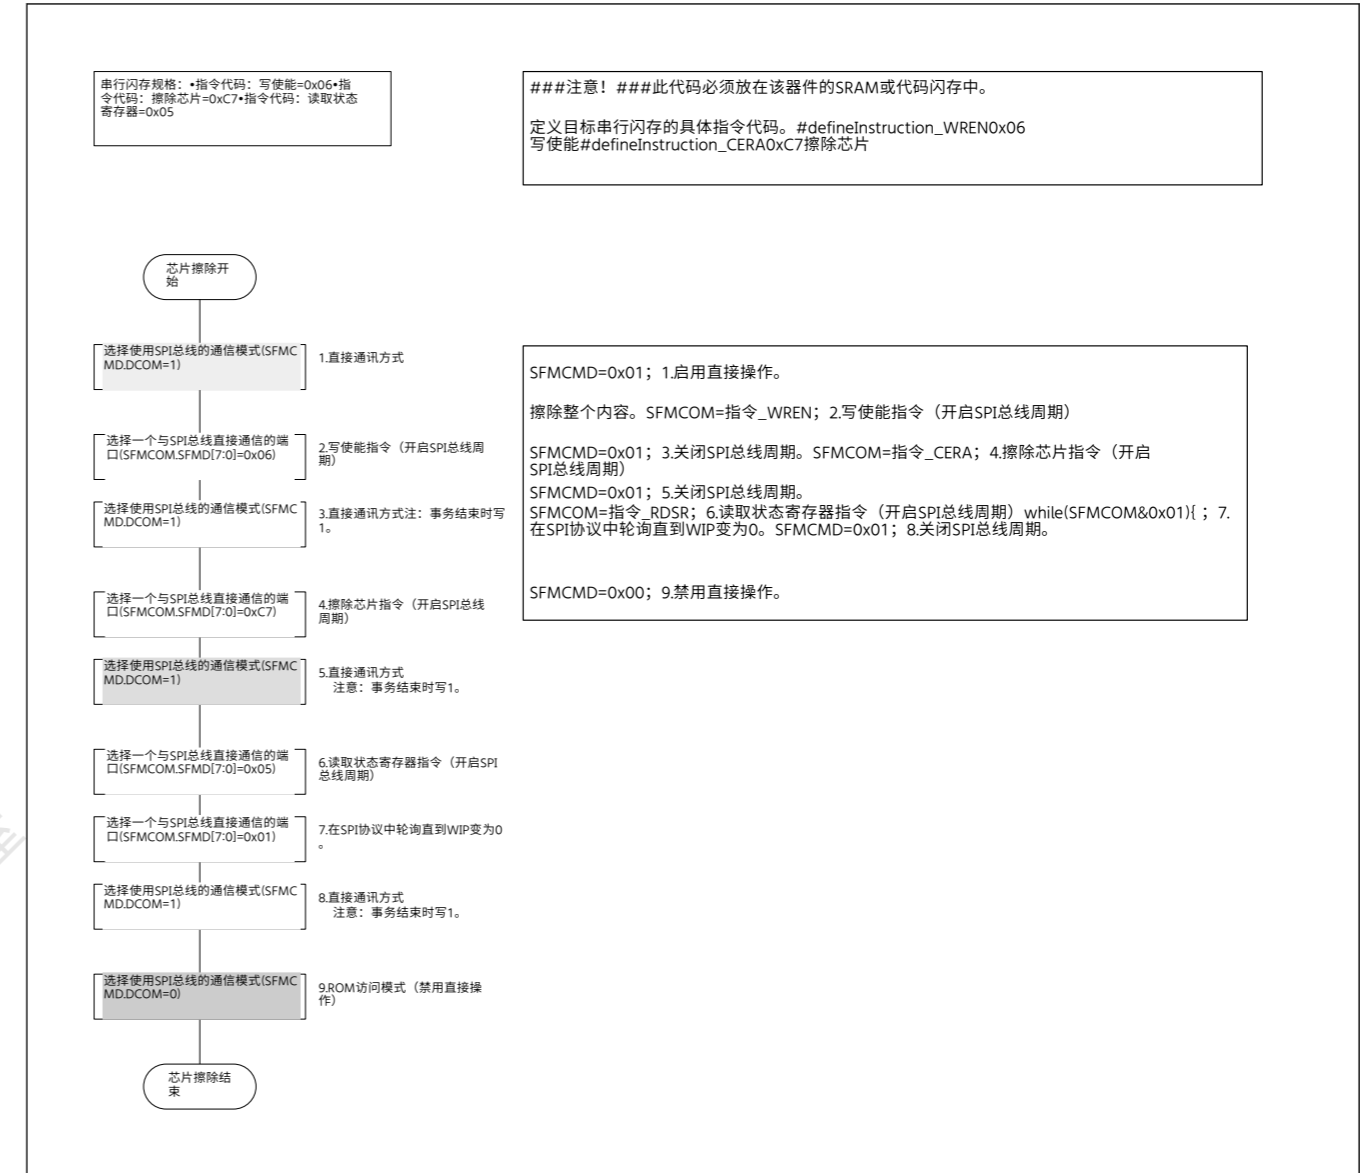 串行闪存规格：•指令代码：写使能=0x06•指
令代码：擦除芯片=0xC7•指令代码：读取状态
寄存器=0x05
###注意！###此代码必须放在该器件的SRAM或代码闪存中。
定义目标串行闪存的具体指令代码。#defineInstruction_WREN0x06
写使能#defineInstruction_CERA0xC7擦除芯片
芯片擦除开
始
选择使用SPI总线的通信模式(SFMC
MD.DCOM=1)
1.直接通讯方式
选择一个与SPI总线直接通信的端
口(SFMCOM.SFMD[7:0]=0x06)
2.写使能指令（开启SPI总线周
期）
选择使用SPI总线的通信模式(SFMC
MD.DCOM=1)
3.直接通讯方式注：事务结束时写
1。
选择一个与SPI总线直接通信的端
口(SFMCOM.SFMD[7:0]=0xC7)
4.擦除芯片指令（开启SPI总线
周期）
选择使用SPI总线的通信模式(SFMC
MD.DCOM=1)
5.直接通讯方式
注意：事务结束时写1。
选择一个与SPI总线直接通信的端
口(SFMCOM.SFMD[7:0]=0x05)
6.读取状态寄存器指令（开启SPI
总线周期）
选择一个与SPI总线直接通信的端
口(SFMCOM.SFMD[7:0]=0x01)
7.在SPI协议中轮询直到WIP变为0
。
选择使用SPI总线的通信模式(SFMC
MD.DCOM=1)
8.直接通讯方式
注意：事务结束时写1。
选择使用SPI总线的通信模式(SFMC
MD.DCOM=0)
9.ROM访问模式（禁用直接操
作）
芯片擦除结
束
SFMCMD=0x01；1.启用直接操作。
擦除整个内容。SFMCOM=指令_WREN；2.写使能指令（开启SPI总线周期）
SFMCMD=0x01；3.关闭SPI总线周期。SFMCOM=指令_CERA；4.擦除芯片指令（开启
SPI总线周期）
SFMCMD=0x01；5.关闭SPI总线周期。
SFMCOM=指令_RDSR；6.读取状态寄存器指令（开启SPI总线周期）while(SFMCOM&0x01){ ；7.
在SPI协议中轮询直到WIP变为0。SFMCMD=0x01；8.关闭SPI总线周期。
SFMCMD=0x00；9.禁用直接操作。